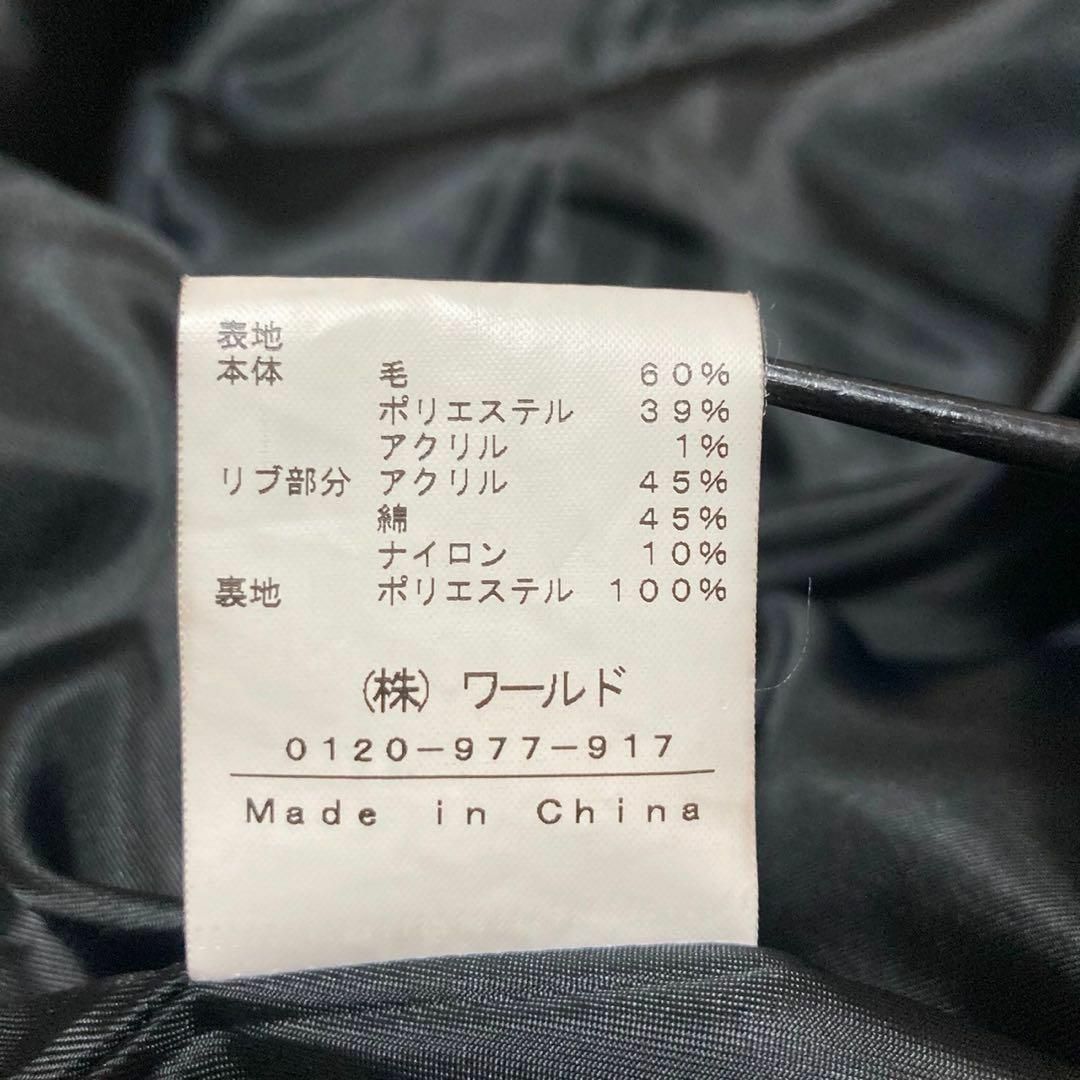 表地
本体 毛 60%
ポリエステル 39%
アクリル 1%
リブ部分 アクリル 45%
綿 45%
ナイロン 10%
裏地 ポリエステル 100%
(株) ワールド
0120-977-917
Made in China